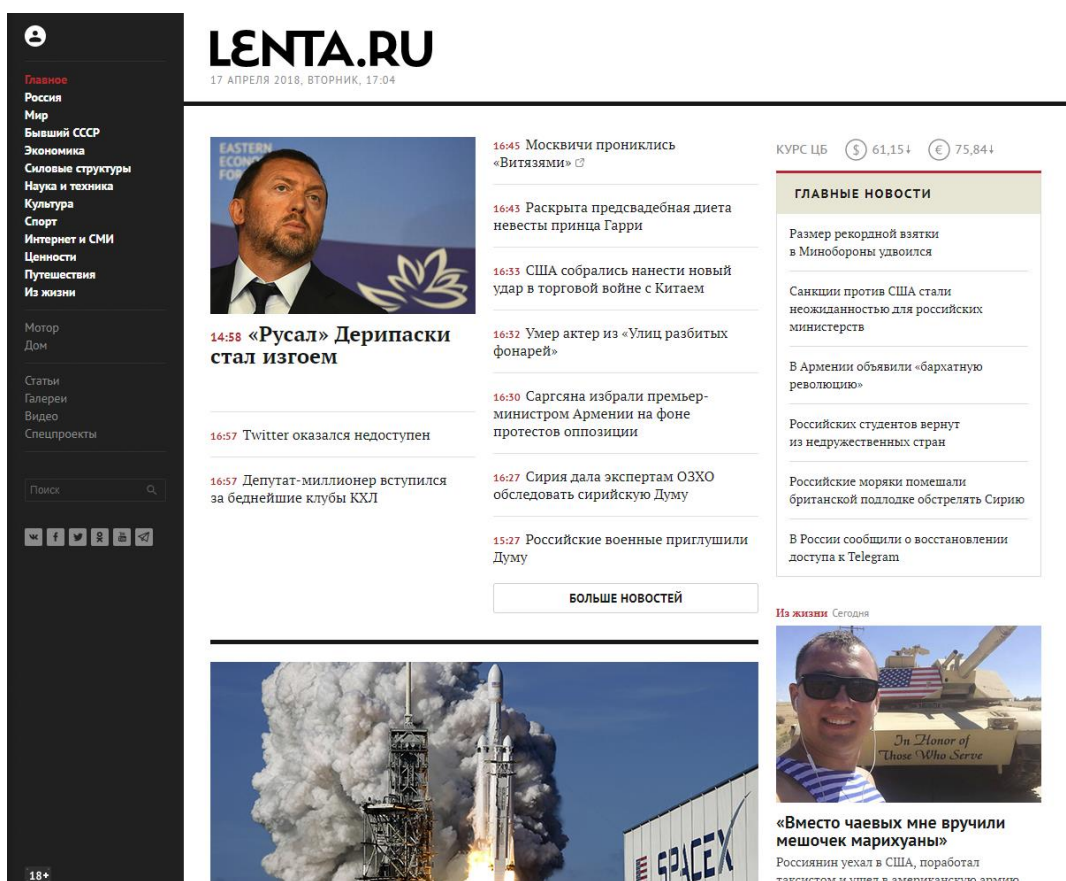 Главное
Россия
Мир
Бывший СССР
Экономика
Силовые структуры
Наука и техника
Культура
Спорт
Интернет и СМИ
Ценности
Путешествия
Из жизни
Мотор
Дом
Статьи
Галереи
Видео
Спецпроекты
Поиск
18+
LENTA.RU
17 АПРЕЛЯ 2018, ВТОРНИК, 17:04
EASTERN
ECONO
FOR
14:58 «Русал» Дерипаски
стал изгоем
16:57 Twitter оказался недоступен
16:57 Депутат-миллионер вступился
за беднейшие клубы КХЛ
16:45 Москвичи прониклись
«Витязями»
16:43 Раскрыта предсвадебная диета
невесты принца Гарри
16:33 США собрались нанести новый
удар в торговой войне с Китаем
16:32 Умер актер из «Улиц разбитых
фонарей»
16:30 Саргсяна избрали премьер-
министром Армении на фоне
протестов оппозиции
16:27 Сирия дала экспертам ОЗХО
обследовать сирийскую Думу
15:27 Российские военные приглушили
Думу
БОЛЬШЕ НОВОСТЕЙ
SPACEX
КУРС ЦБ $ 61,15↓ € 75,84↓
ГЛАВНЫЕ НОВОСТИ
Размер рекордной взятки
в Минобороны удвоился
Санкции против США стали
неожиданностью для российских
министерств
В Армении объявили «бархатную
революцию»
Российских студентов вернут
из недружественных стран
Российские моряки помешали
британской подлодке обстрелять Сирию
В России сообщили о восстановлении
доступа к Telegram
Из жизни Сегодня
In Honor of
Those Who Serve
«Вместо чаевых мне вручили
мешочек марихуаны»
Россиянин уехал в США, поработал
таксистом и ушел в американскую армию